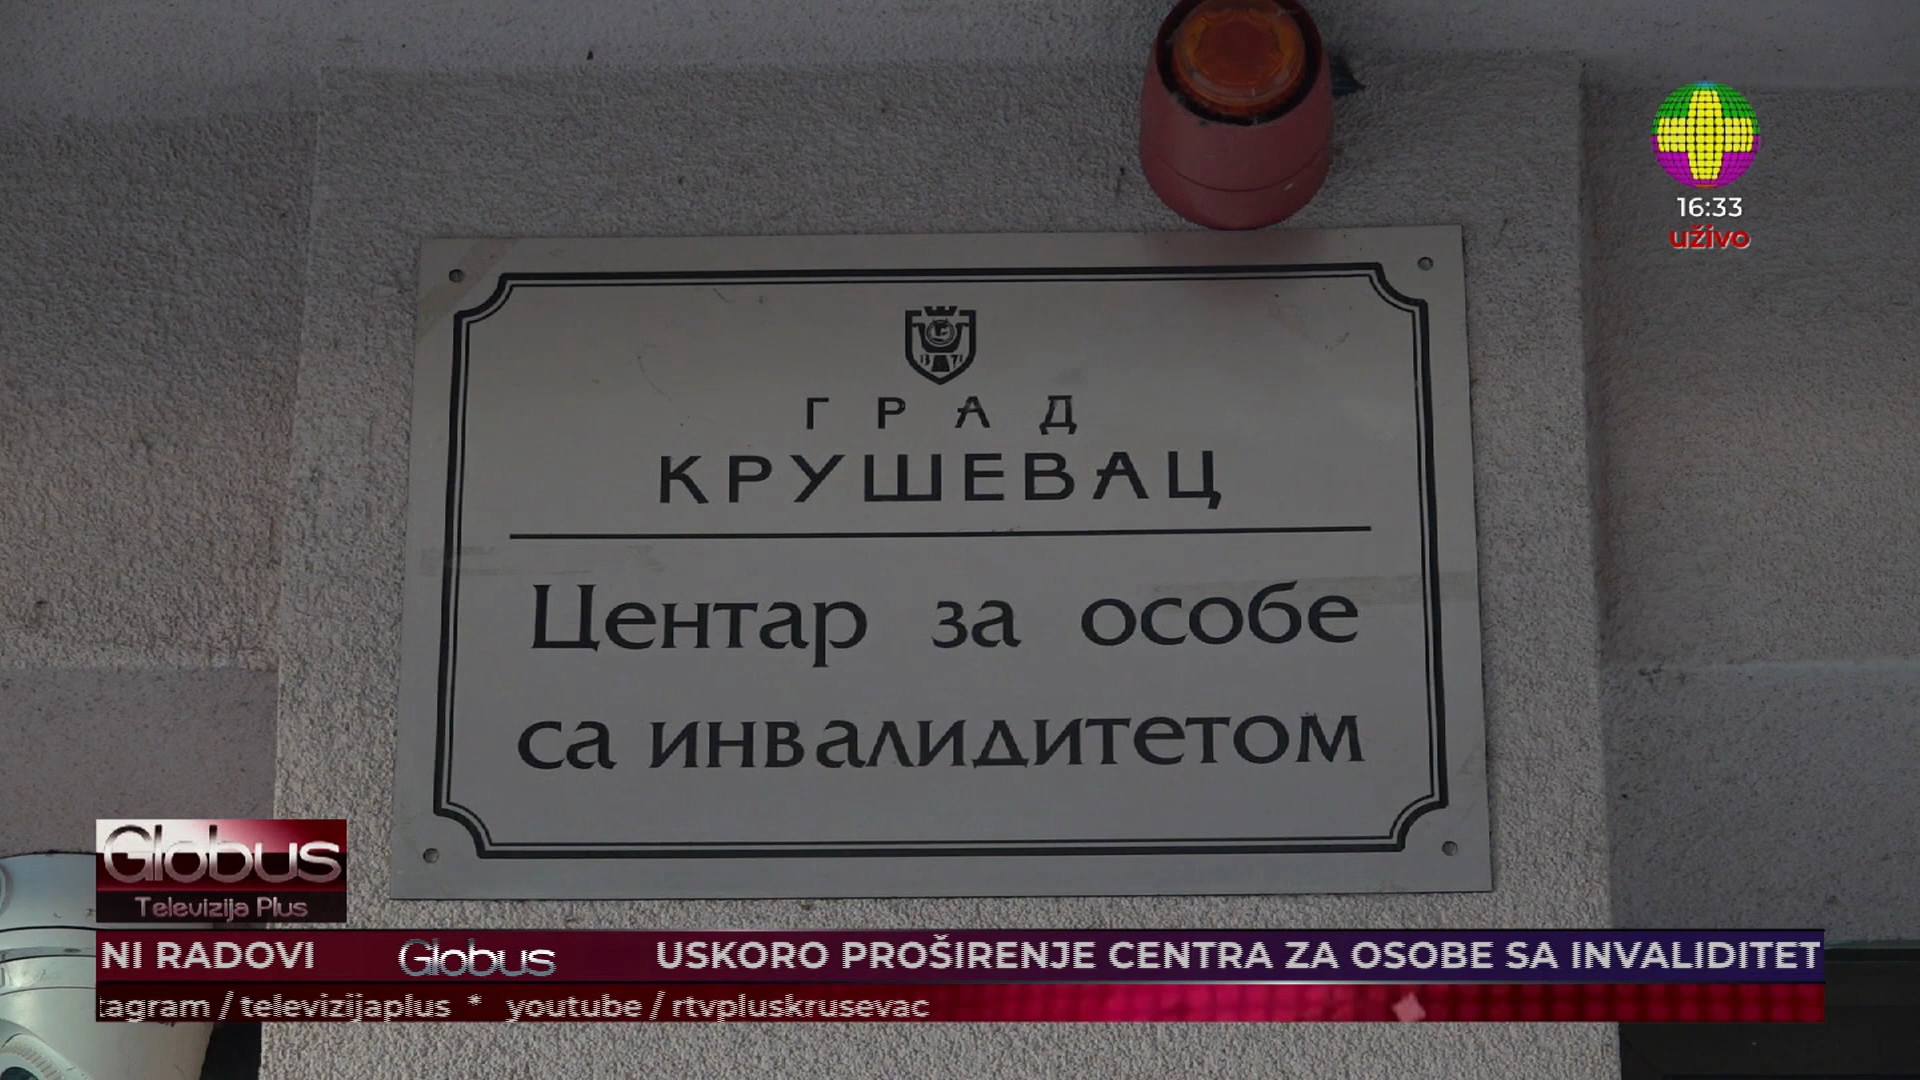 16:33
uživo
ГРАД
КРУШЕВАЦ
Центар за особе
са инвалидитетом
Globus
Televizija Plus
NI RADOVI Globus USKORO PROŠIRENJE CENTRA ZA OSOBE SA INVALIDITET
tagram / televizijaplus * youtube / rtvpluskrusevac